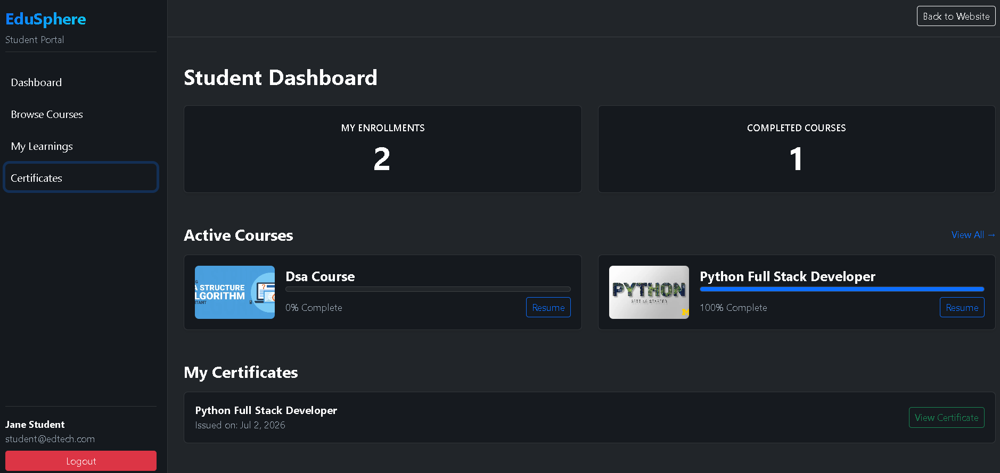 EduSphere
Student Portal
Dashboard
Browse Courses
My Learnings
Certificates
Jane Student
student@edtech.com
Logout
Back to Website
Student Dashboard
MY ENROLLMENTS
2
COMPLETED COURSES
1
Active Courses
View All →
A STRUCTURE
LGORITHM
RTANT
Dsa Course
0% Complete
Resume
PYTHON
GETTING STARTED
Python Full Stack Developer
100% Complete
Resume
My Certificates
Python Full Stack Developer
Issued on: Jul 2, 2026
View Certificate